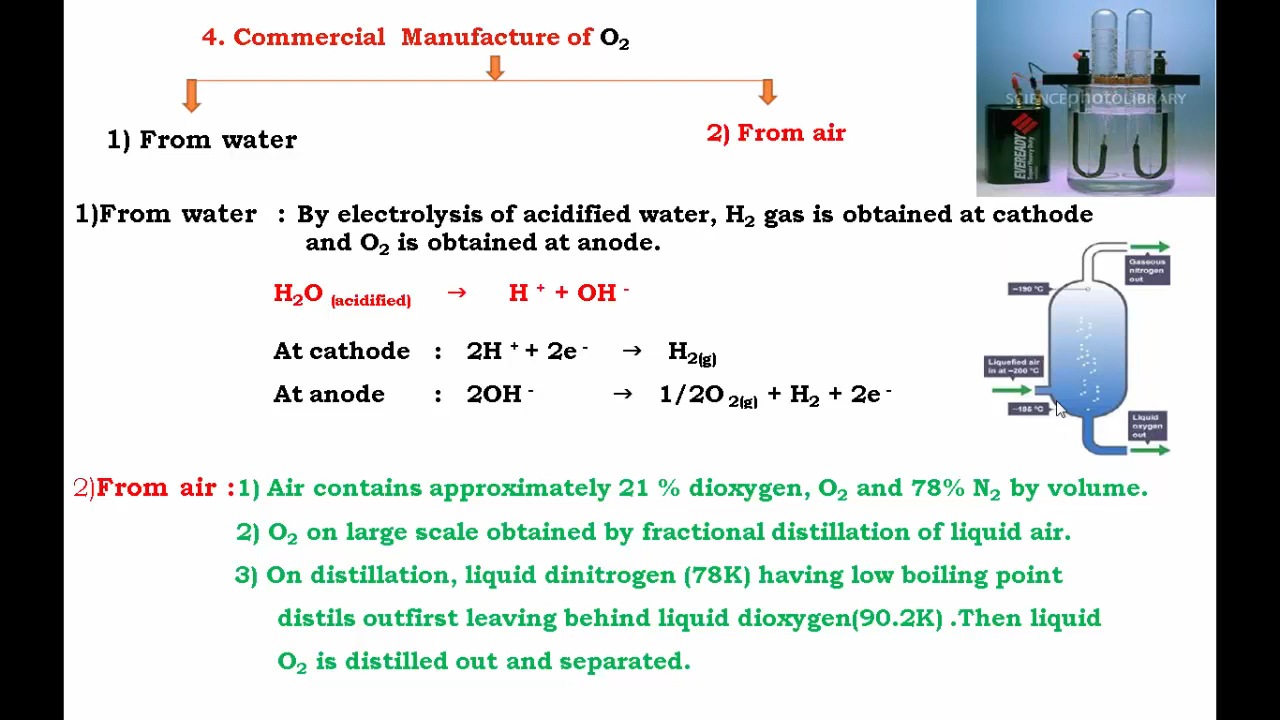 4. Commercial Manufacture of O₂
1) From water
2) From air
SCIENCEPHOTOLIBRARY
EVEREADY
Super Heavy Duty
1)From water : By electrolysis of acidified water, H₂ gas is obtained at cathode
and O₂ is obtained at anode.
H₂O (acidified) → H ⁺ + OH ⁻
At cathode : 2H ⁺ + 2e ⁻ → H₂(g)
At anode : 2OH ⁻ → 1/2O ₂(g) + H₂ + 2e ⁻
Gaseous
nitrogen
out
−190 °C
Liquefied air
in at −200 °C
−185 °C
Liquid
oxygen
out
2)From air : 1) Air contains approximately 21 % dioxygen, O₂ and 78% N₂ by volume.
2) O₂ on large scale obtained by fractional distillation of liquid air.
3) On distillation, liquid dinitrogen (78K) having low boiling point
distils outfirst leaving behind liquid dioxygen(90.2K) .Then liquid
O₂ is distilled out and separated.